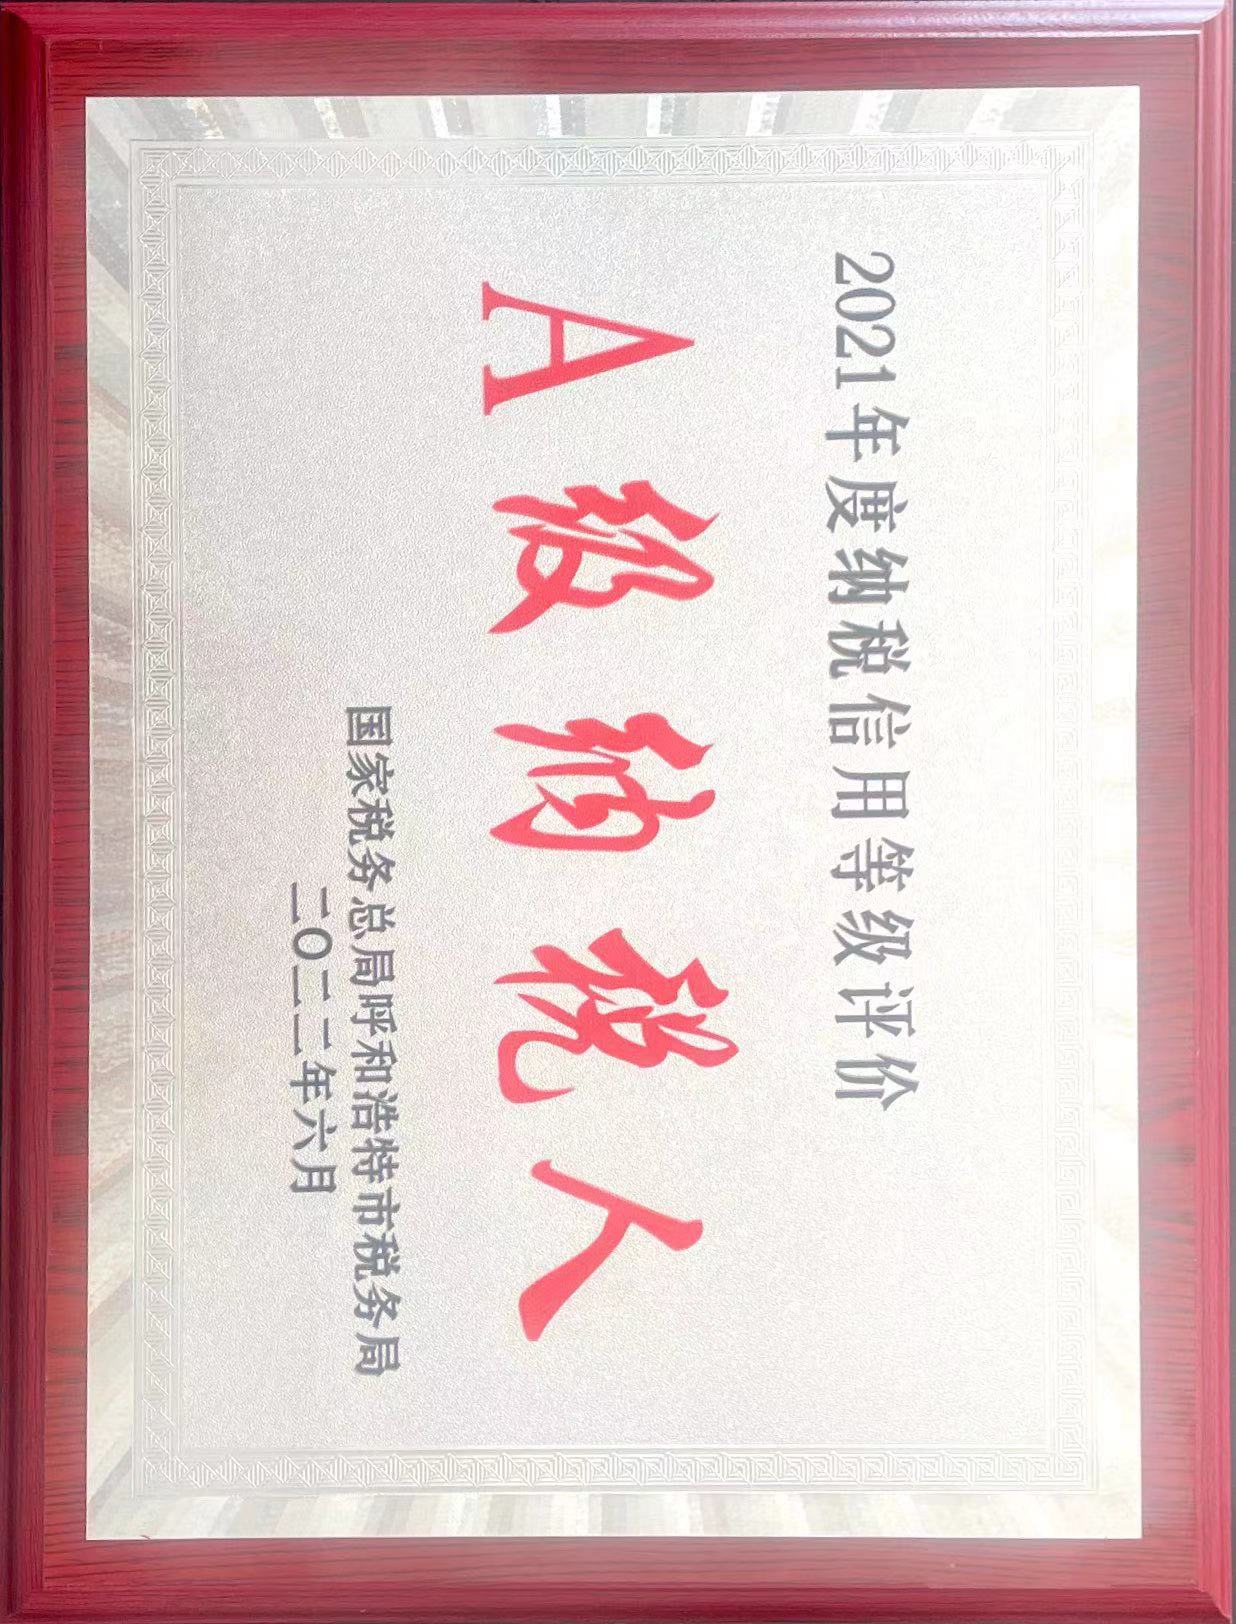 2021年度纳税信用等级评价
A级纳税人
国家税务总局呼和浩特市税务局
二〇二二年六月